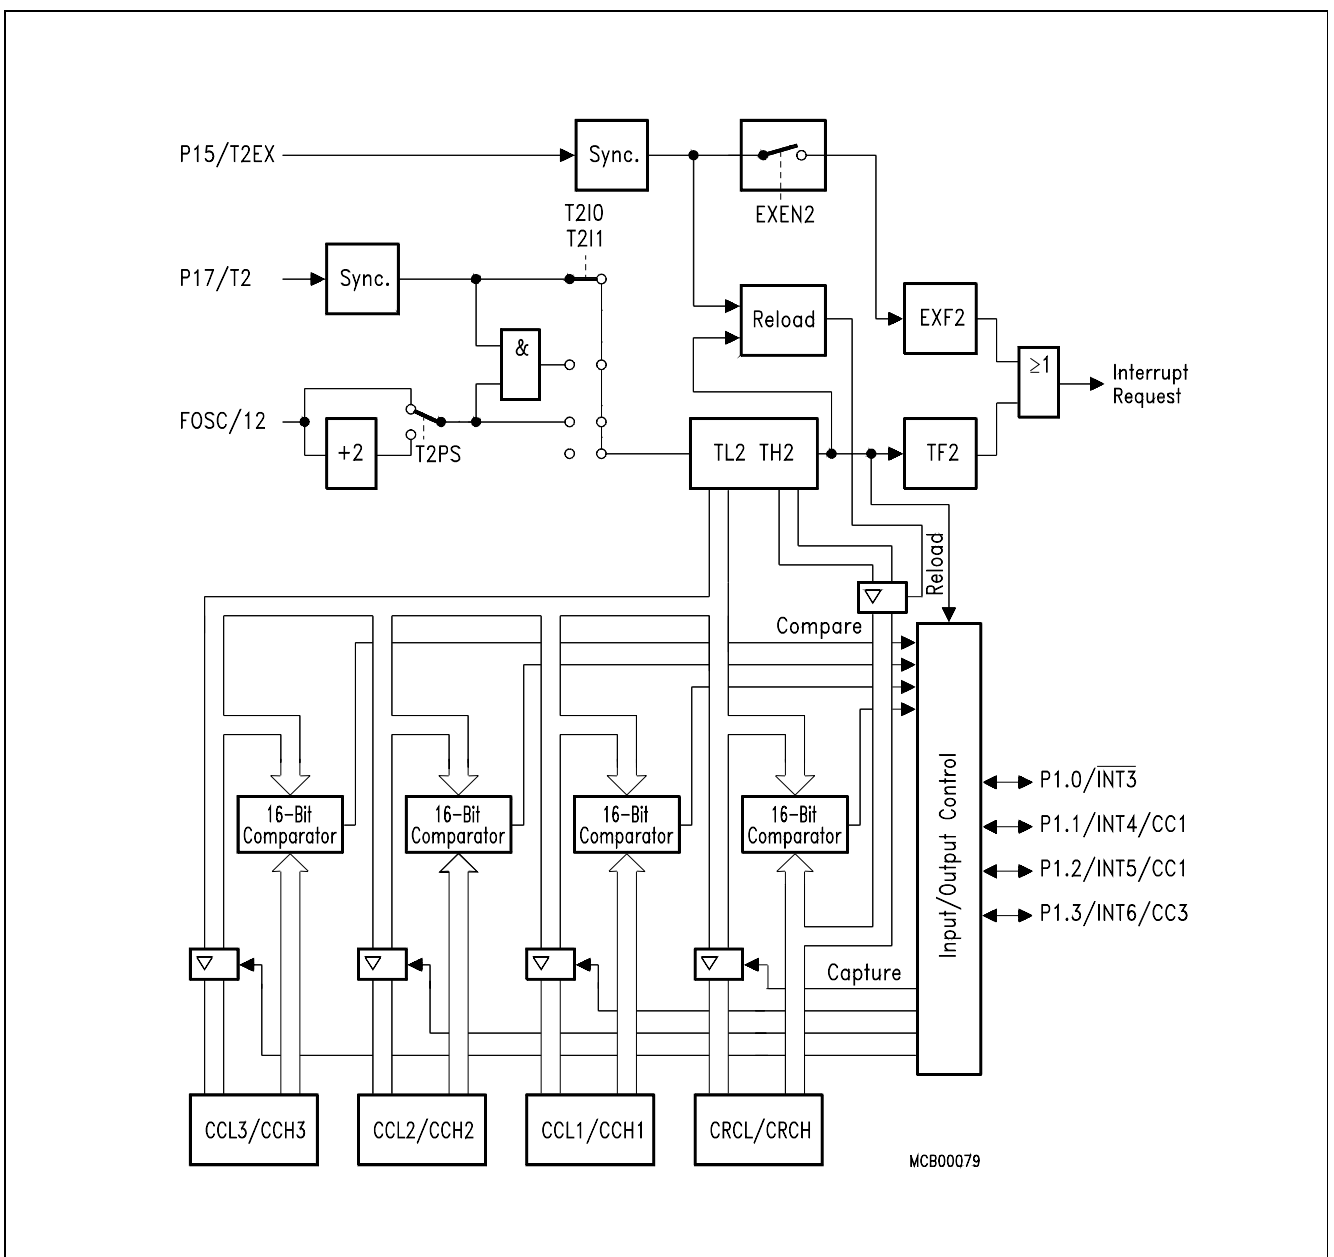 P15/T2EX
Sync.
EXEN2
T2I0
T2I1
P17/T2
Sync.
&
Reload
EXF2
≥1
Interrupt
Request
FOSC/12
+2
T2PS
TL2 TH2
TF2
Reload
Compare
16-Bit
Comparator
16-Bit
Comparator
16-Bit
Comparator
16-Bit
Comparator
Input/Output Control
P1.0/INT3
P1.1/INT4/CC1
P1.2/INT5/CC1
P1.3/INT6/CC3
Capture
CCL3/CCH3
CCL2/CCH2
CCL1/CCH1
CRCL/CRCH
MCB00079